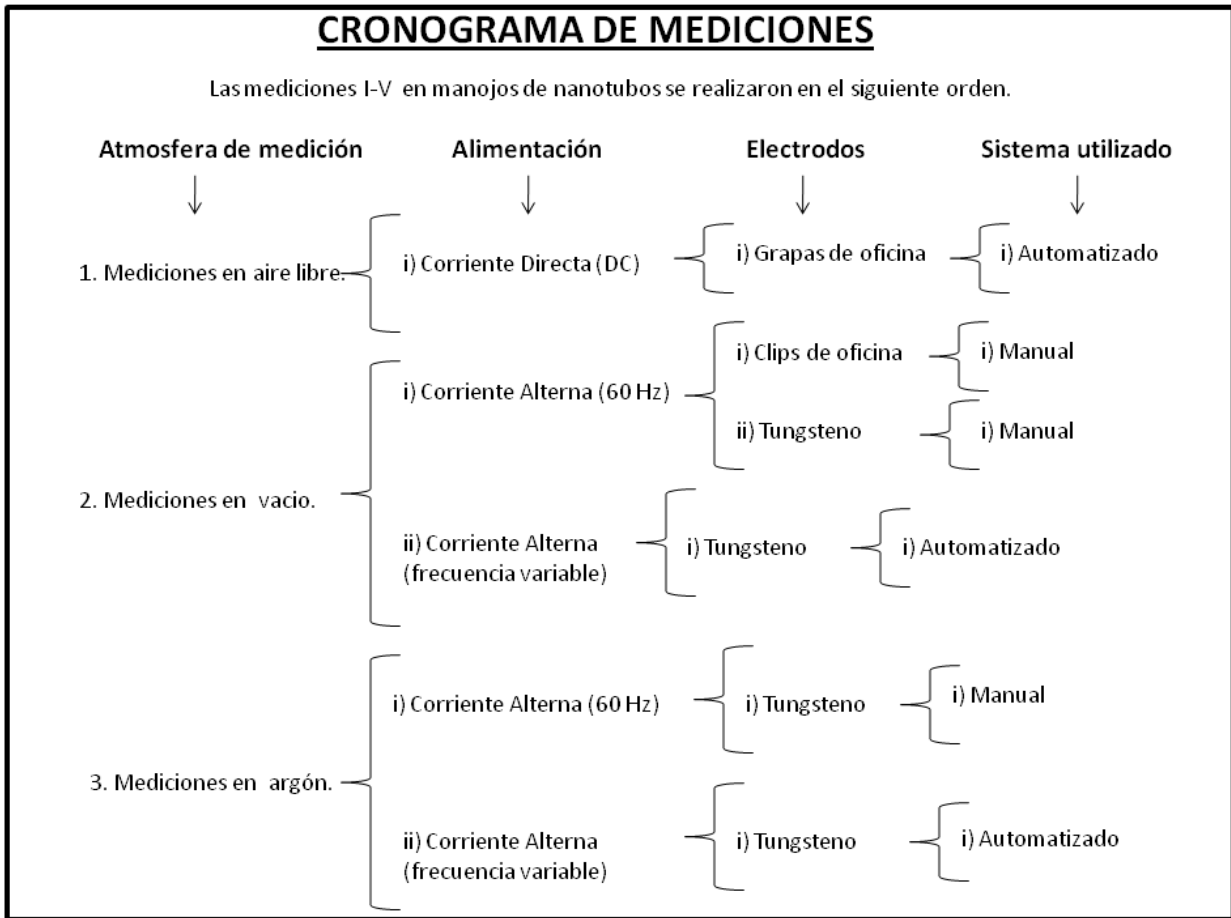 CRONOGRAMA DE MEDICIONES
Las mediciones I-V en manojos de nanotubos se realizaron en el siguiente orden.
Atmosfera de medición
Alimentación
Electrodos
Sistema utilizado
1. Mediciones en aire libre.
i) Corriente Directa (DC)
i) Grapas de oficina
i) Automatizado
2. Mediciones en vacio.
i) Corriente Alterna (60 Hz)
i) Clips de oficina
i) Manual
ii) Tungsteno
i) Manual
ii) Corriente Alterna
(frecuencia variable)
i) Tungsteno
i) Automatizado
3. Mediciones en argón.
i) Corriente Alterna (60 Hz)
i) Tungsteno
i) Manual
ii) Corriente Alterna
(frecuencia variable)
i) Tungsteno
i) Automatizado